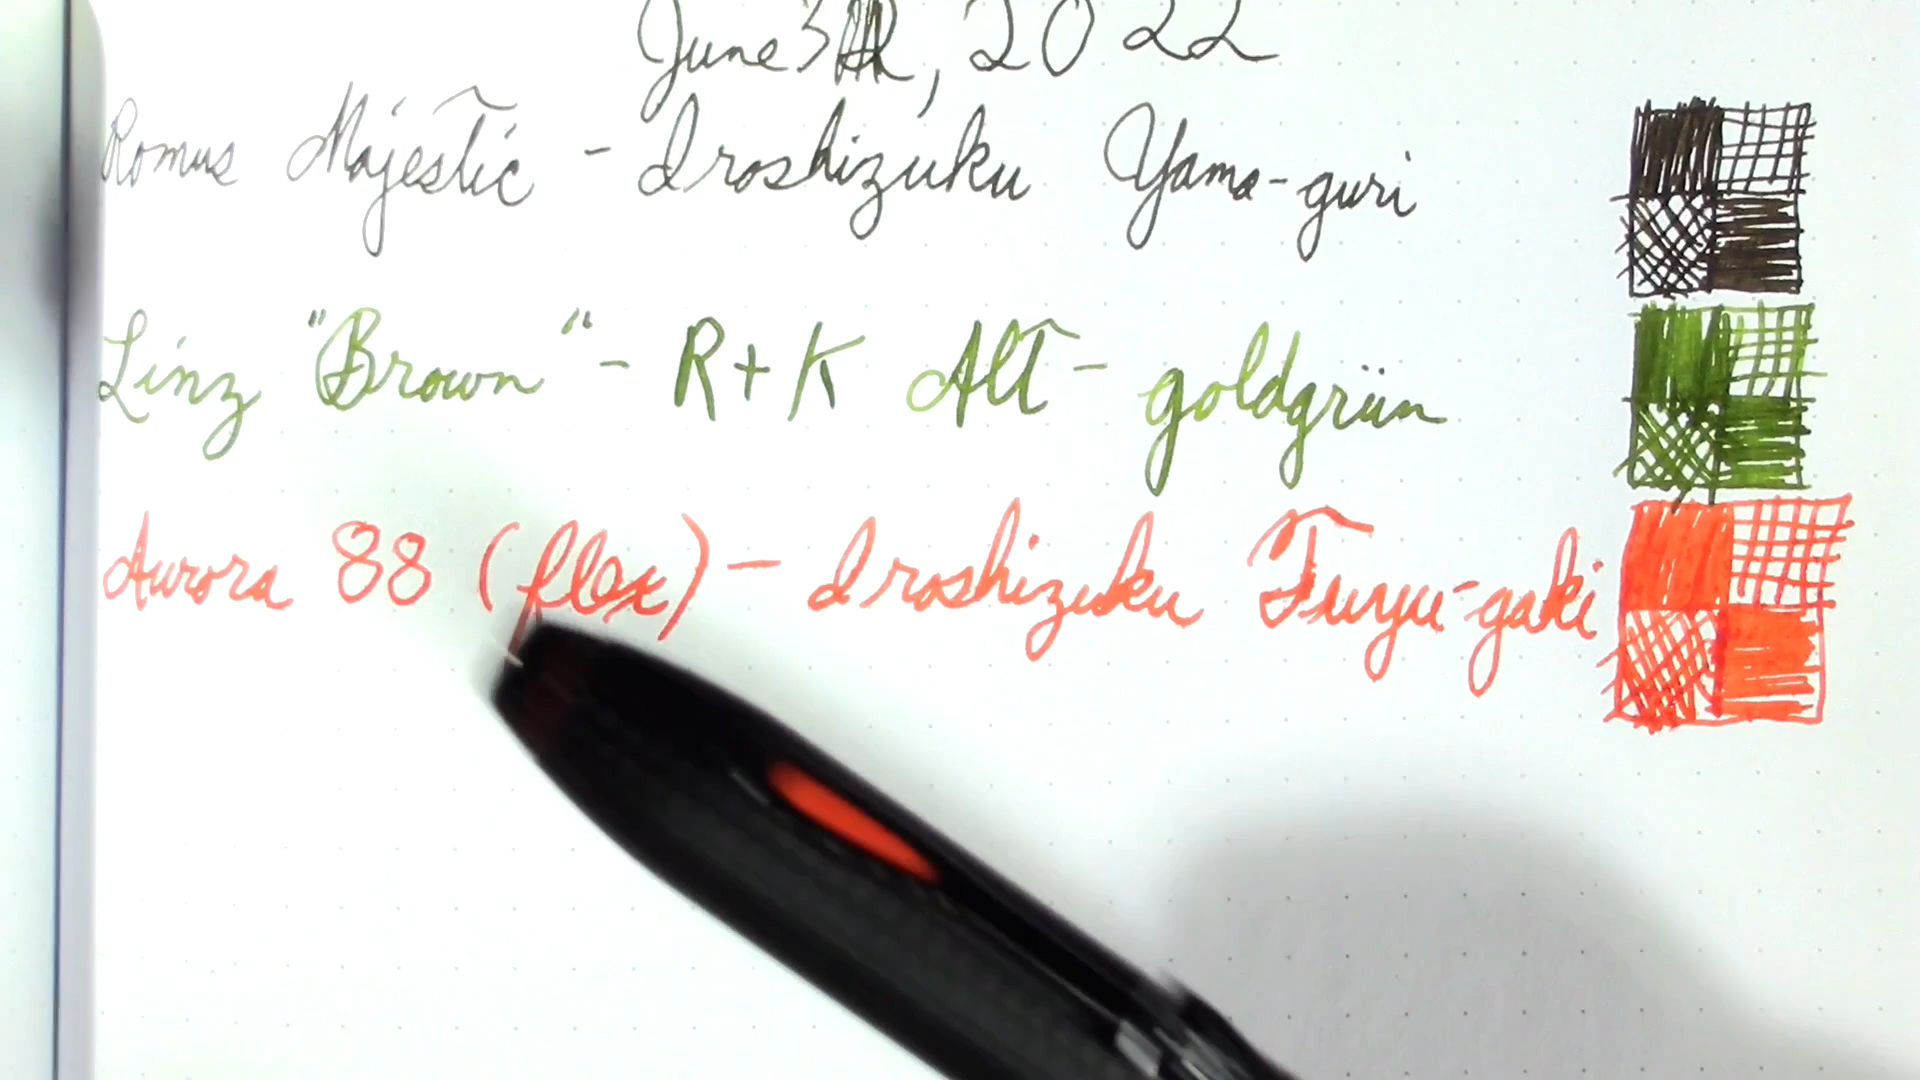 June 3, 2022
Romus Majestic - Iroshizuku Yama-guri
Linz "Brown" - R+K Alt-goldgrün
Aurora 88 (flex) - Iroshizuku Fuyu-gaki